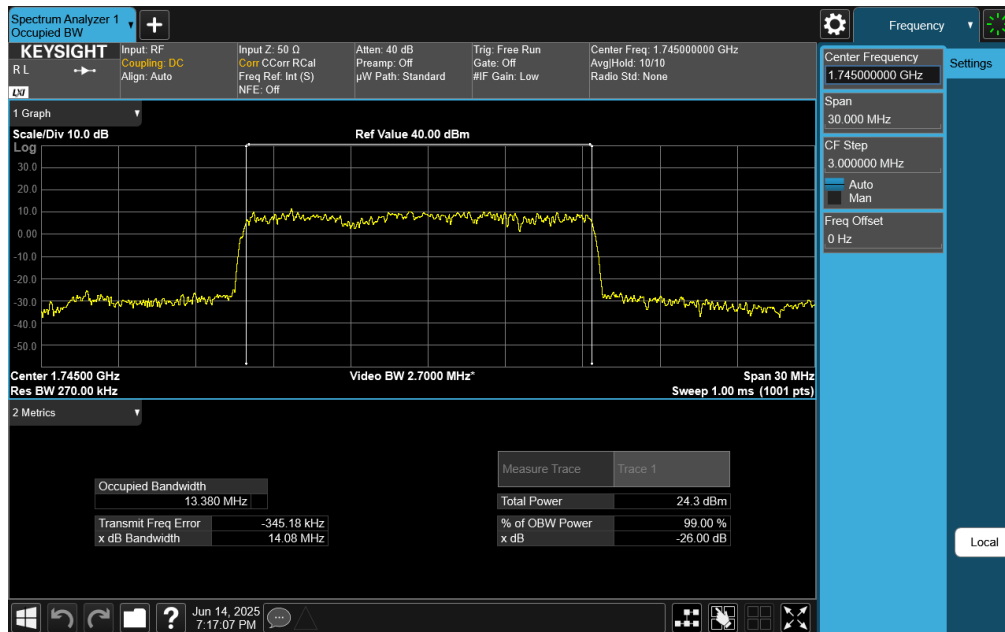 Spectrum Analyzer 1
Occupied BW
Frequency
KEYSIGHT
R L
LXI
Input: RF
Coupling: DC
Align: Auto
Input Z: 50 Ω
Corr CCorr RCal
Freq Ref: Int (S)
NFE: Off
Atten: 40 dB
Preamp: Off
µW Path: Standard
Trig: Free Run
Gate: Off
#IF Gain: Low
Center Freq: 1.745000000 GHz
Avg|Hold: 10/10
Radio Std: None
Center Frequency
1.745000000 GHz
Settings
Span
30.000 MHz
CF Step
3.000000 MHz
Auto
Man
Freq Offset
0 Hz
Local
1 Graph
Scale/Div 10.0 dB
Ref Value 40.00 dBm
Log
30.0
20.0
10.0
0.00
-10.0
-20.0
-30.0
-40.0
-50.0
Center 1.74500 GHz
Video BW 2.7000 MHz*
Span 30 MHz
Res BW 270.00 kHz
Sweep 1.00 ms (1001 pts)
2 Metrics
Measure Trace
Trace 1
Occupied Bandwidth
13.380 MHz
Total Power
24.3 dBm
Transmit Freq Error
-345.18 kHz
% of OBW Power
99.00 %
x dB Bandwidth
14.08 MHz
x dB
-26.00 dB
?
Jun 14, 2025
7:17:07 PM